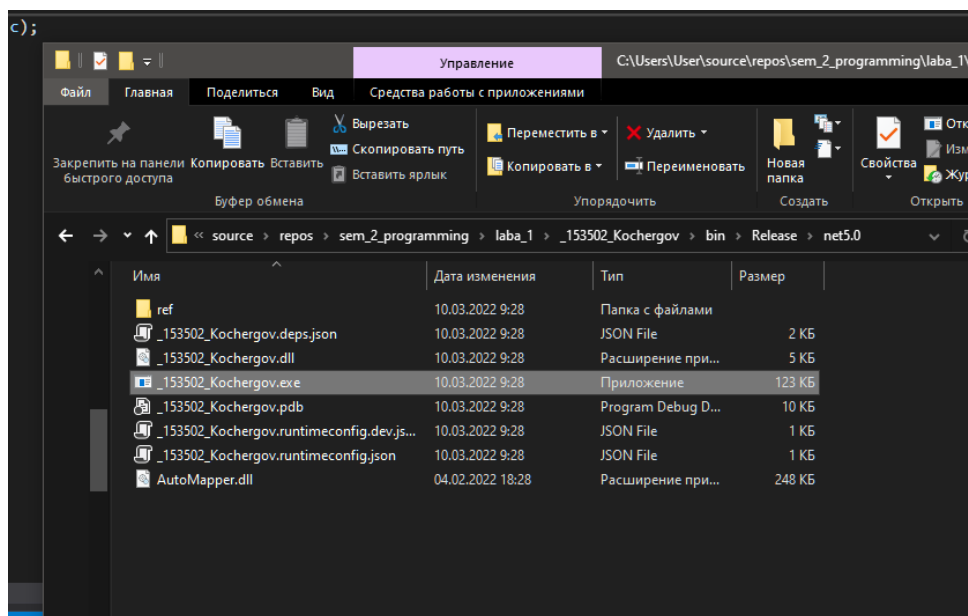 c);
Управление
C:\Users\User\source\repos\sem_2_programming\laba_1\
Файл Главная Поделиться Вид Средства работы с приложениями
Закрепить на панели быстрого доступа
Копировать
Вставить
Вырезать
Скопировать путь
Вставить ярлык
Переместить в
Копировать в
Удалить
Переименовать
Новая папка
Свойства
Буфер обмена Упорядочить Создать Открыть
« source > repos > sem_2_programming > laba_1 > _153502_Kochergov > bin > Release > net5.0
Имя Дата изменения Тип Размер
ref 10.03.2022 9:28 Папка с файлами
_153502_Kochergov.deps.json 10.03.2022 9:28 JSON File 2 КБ
_153502_Kochergov.dll 10.03.2022 9:28 Расширение при... 5 КБ
_153502_Kochergov.exe 10.03.2022 9:28 Приложение 123 КБ
_153502_Kochergov.pdb 10.03.2022 9:28 Program Debug D... 10 КБ
_153502_Kochergov.runtimeconfig.dev.js... 10.03.2022 9:28 JSON File 1 КБ
_153502_Kochergov.runtimeconfig.json 10.03.2022 9:28 JSON File 1 КБ
AutoMapper.dll 04.02.2022 18:28 Расширение при... 248 КБ